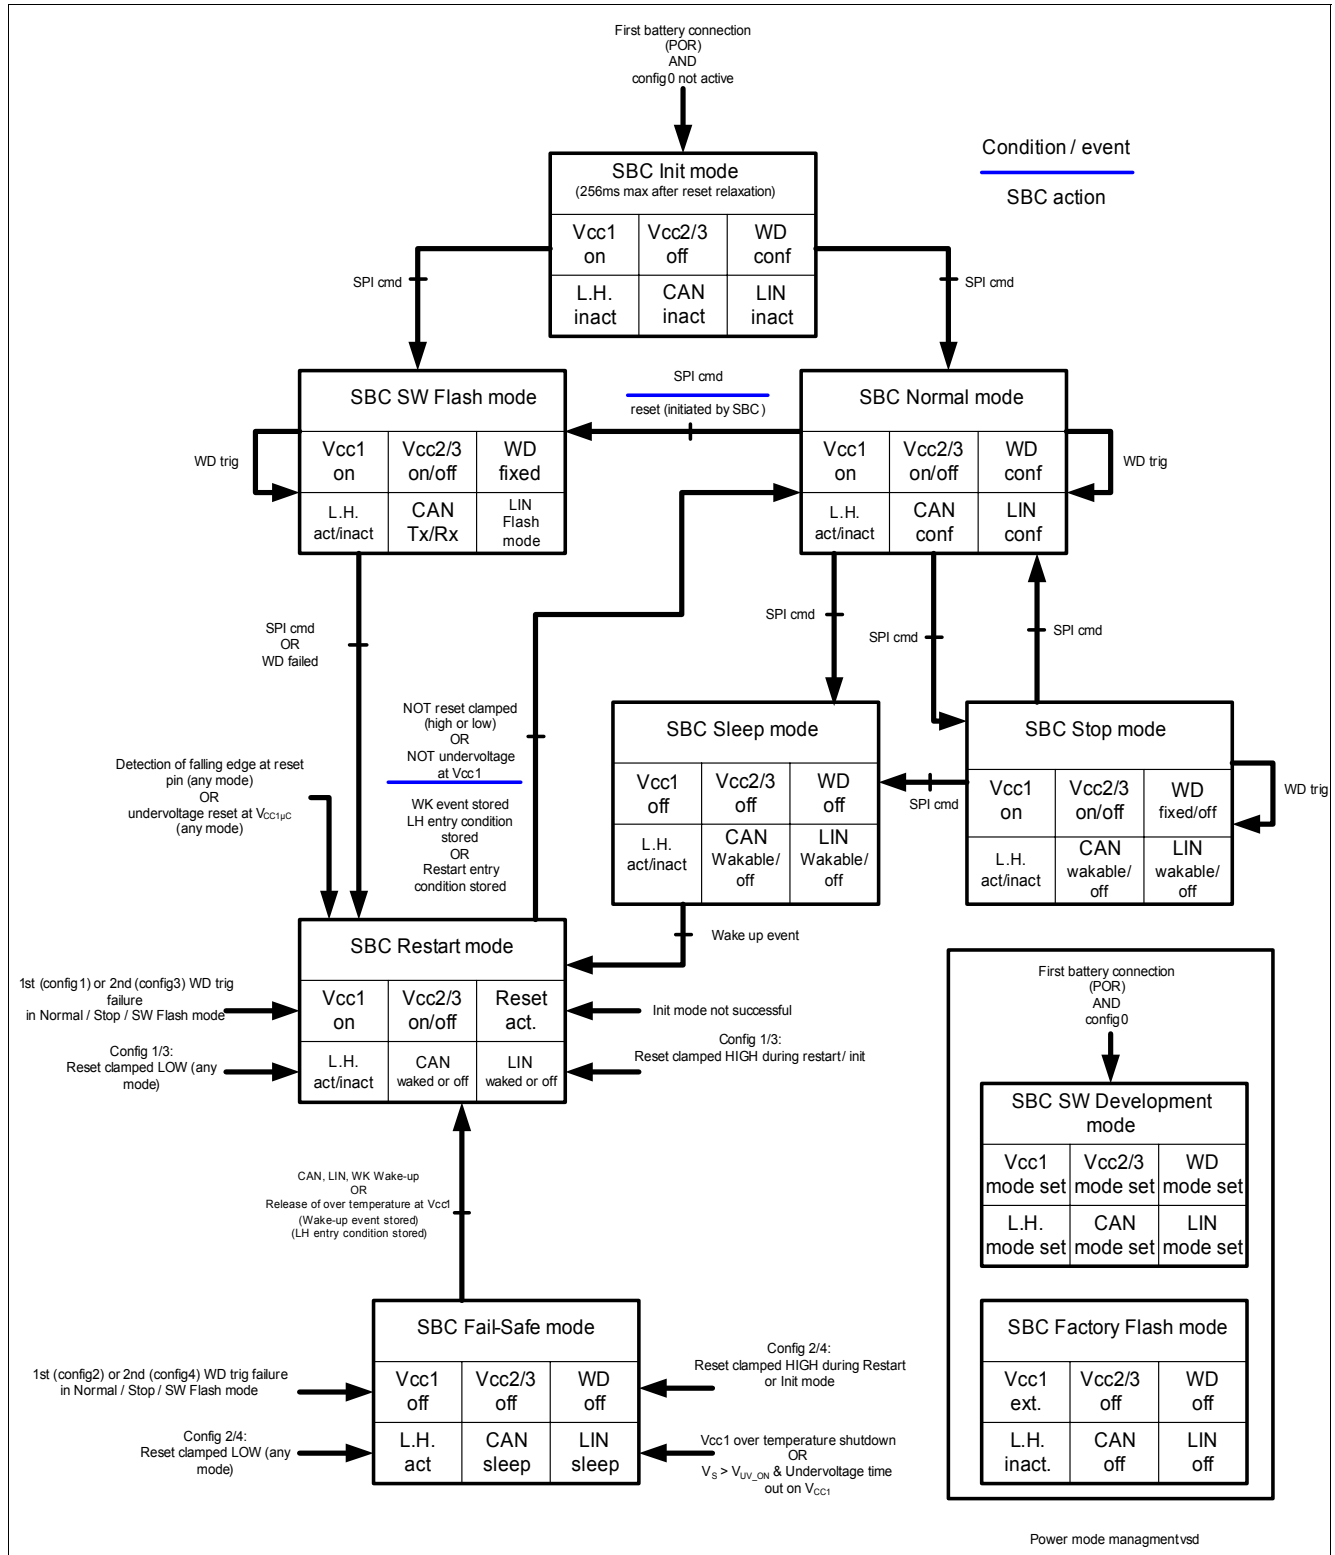 First battery connection
(POR)
AND
config0 not active
Condition / event
SBC action
SBC Init mode
(256ms max after reset relaxation)
Vcc1 on
Vcc2/3 off
WD conf
L.H. inact
CAN inact
LIN inact
SPI cmd
SPI cmd
SBC SW Flash mode
Vcc1 on
Vcc2/3 on/off
WD fixed
L.H. act/inact
CAN Tx/Rx
LIN Flash mode
WD trig
SPI cmd
reset (initiated by SBC)
SBC Normal mode
Vcc1 on
Vcc2/3 on/off
WD conf
L.H. act/inact
CAN conf
LIN conf
WD trig
SPI cmd
OR
WD failed
SPI cmd
SPI cmd
SPI cmd
NOT reset clamped
(high or low)
OR
NOT undervoltage
at Vcc1
WK event stored
LH entry condition
stored
OR
Restart entry
condition stored
Detection of falling edge at reset
pin (any mode)
OR
undervoltage reset at VCC1µC
(any mode)
SBC Sleep mode
Vcc1 off
Vcc2/3 off
WD off
L.H. act/inact
CAN Wakable/ off
LIN Wakable/ off
SPI cmd
SBC Stop mode
Vcc1 on
Vcc2/3 on/off
WD fixed/off
L.H. act/inact
CAN wakable/ off
LIN wakable/ off
WD trig
Wake up event
SBC Restart mode
Vcc1 on
Vcc2/3 on/off
Reset act.
L.H. act/inact
CAN waked or off
LIN waked or off
1st (config1) or 2nd (config3) WD trig
failure
in Normal / Stop / SW Flash mode
Config 1/3:
Reset clamped LOW (any
mode)
Init mode not successful
Config 1/3:
Reset clamped HIGH during restart / init
CAN, LIN, WK Wake-up
OR
Release of over temperature at Vcc1
(Wake-up event stored)
(LH entry condition stored)
SBC Fail-Safe mode
Vcc1 off
Vcc2/3 off
WD off
L.H. act
CAN sleep
LIN sleep
1st (config2) or 2nd (config4) WD trig failure
in Normal / Stop / SW Flash mode
Config 2/4:
Reset clamped LOW (any
mode)
Config 2/4:
Reset clamped HIGH during Restart
or Init mode
Vcc1 over temperature shutdown
OR
VS > VUV_ON & Undervoltage time
out on VCC1
First battery connection
(POR)
AND
config0
SBC SW Development
mode
Vcc1 mode set
Vcc2/3 mode set
WD mode set
L.H. mode set
CAN mode set
LIN mode set
SBC Factory Flash mode
Vcc1 ext.
Vcc2/3 off
WD off
L.H. inact.
CAN off
LIN off
Power mode managmentvsd